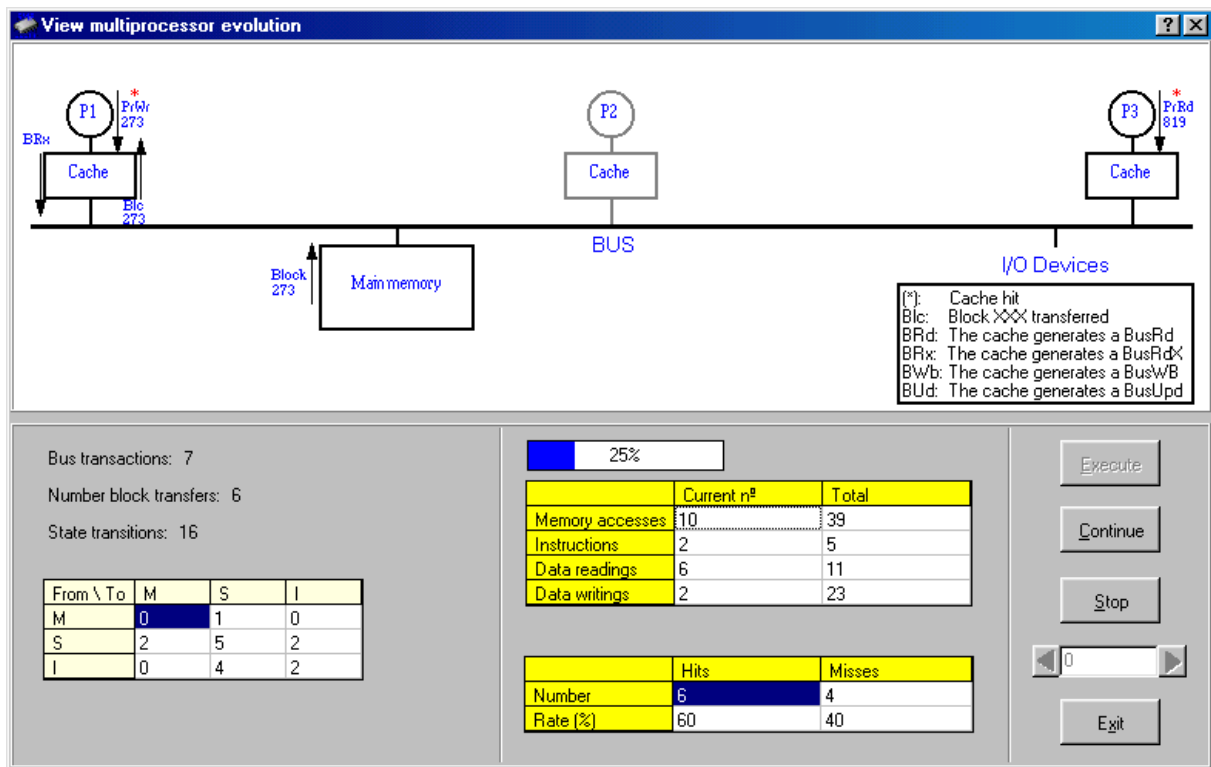 View multiprocessor evolution
P1
*
PrWr
273
BRx
Cache
Blc
273
P2
Cache
P3
*
PrRd
819
Cache
BUS
Block
273
Main memory
I/O Devices
(*): Cache hit
Blc: Block XXX transferred
BRd: The cache generates a BusRd
BRx: The cache generates a BusRdX
BWb: The cache generates a BusWB
BUd: The cache generates a BusUpd
Bus transactions: 7
Number block transfers: 6
State transitions: 16
From \ To M S I
M 0 1 0
S 2 5 2
I 0 4 2
25%
Current nº Total
Memory accesses 10 39
Instructions 2 5
Data readings 6 11
Data writings 2 23
Hits Misses
Number 6 4
Rate (%) 60 40
Execute
Continue
Stop
0
Exit